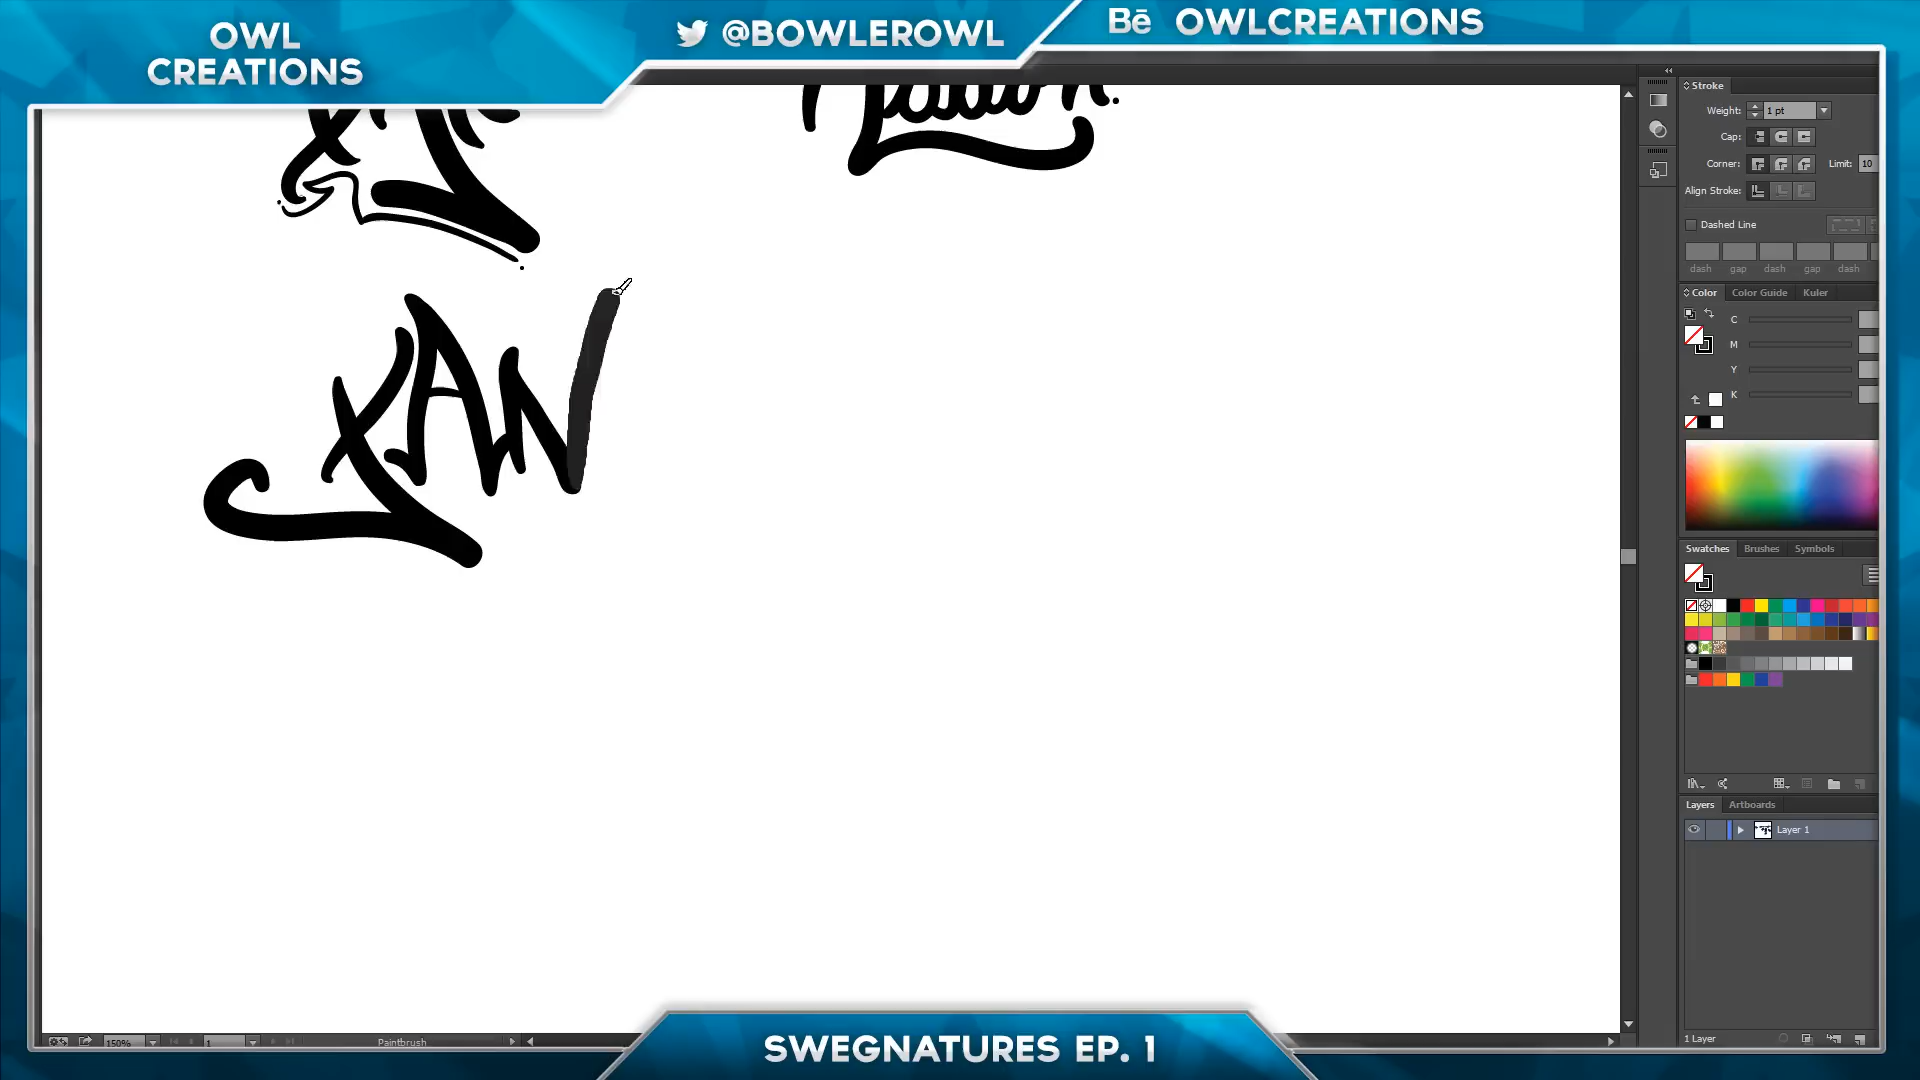 OWL
CREATIONS
@BOWLEROWL
Bē OWLCREATIONS
Stroke
Weight: 1 pt
Cap:
Corner: Limit: 10
Align Stroke:
Dashed Line
dash gap dash gap dash
Color Color Guide Kuler
C
M
Y
K
Swatches Brushes Symbols
XAN
Layers Artboards
Layer 1
1 Layer
150% 1 Paintbrush
SWEGNATURES EP. 1